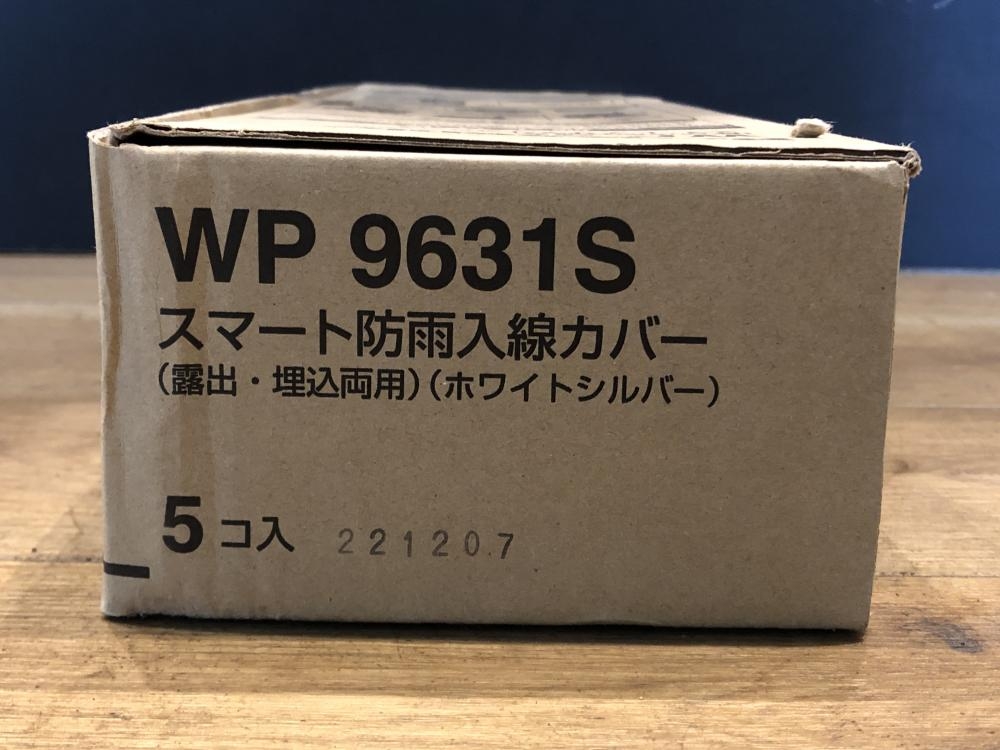 WP 9631S
スマート防雨入線カバー
(露出・埋込両用)(ホワイトシルバー)
5コ入 221207